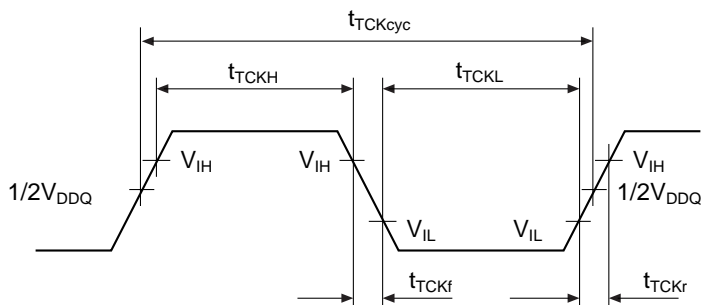 tTCKcyc
tTCKH
tTCKL
VIH
VIH
VIH
1/2VDDQ
1/2VDDQ
VIL
VIL
tTCKf
tTCKr